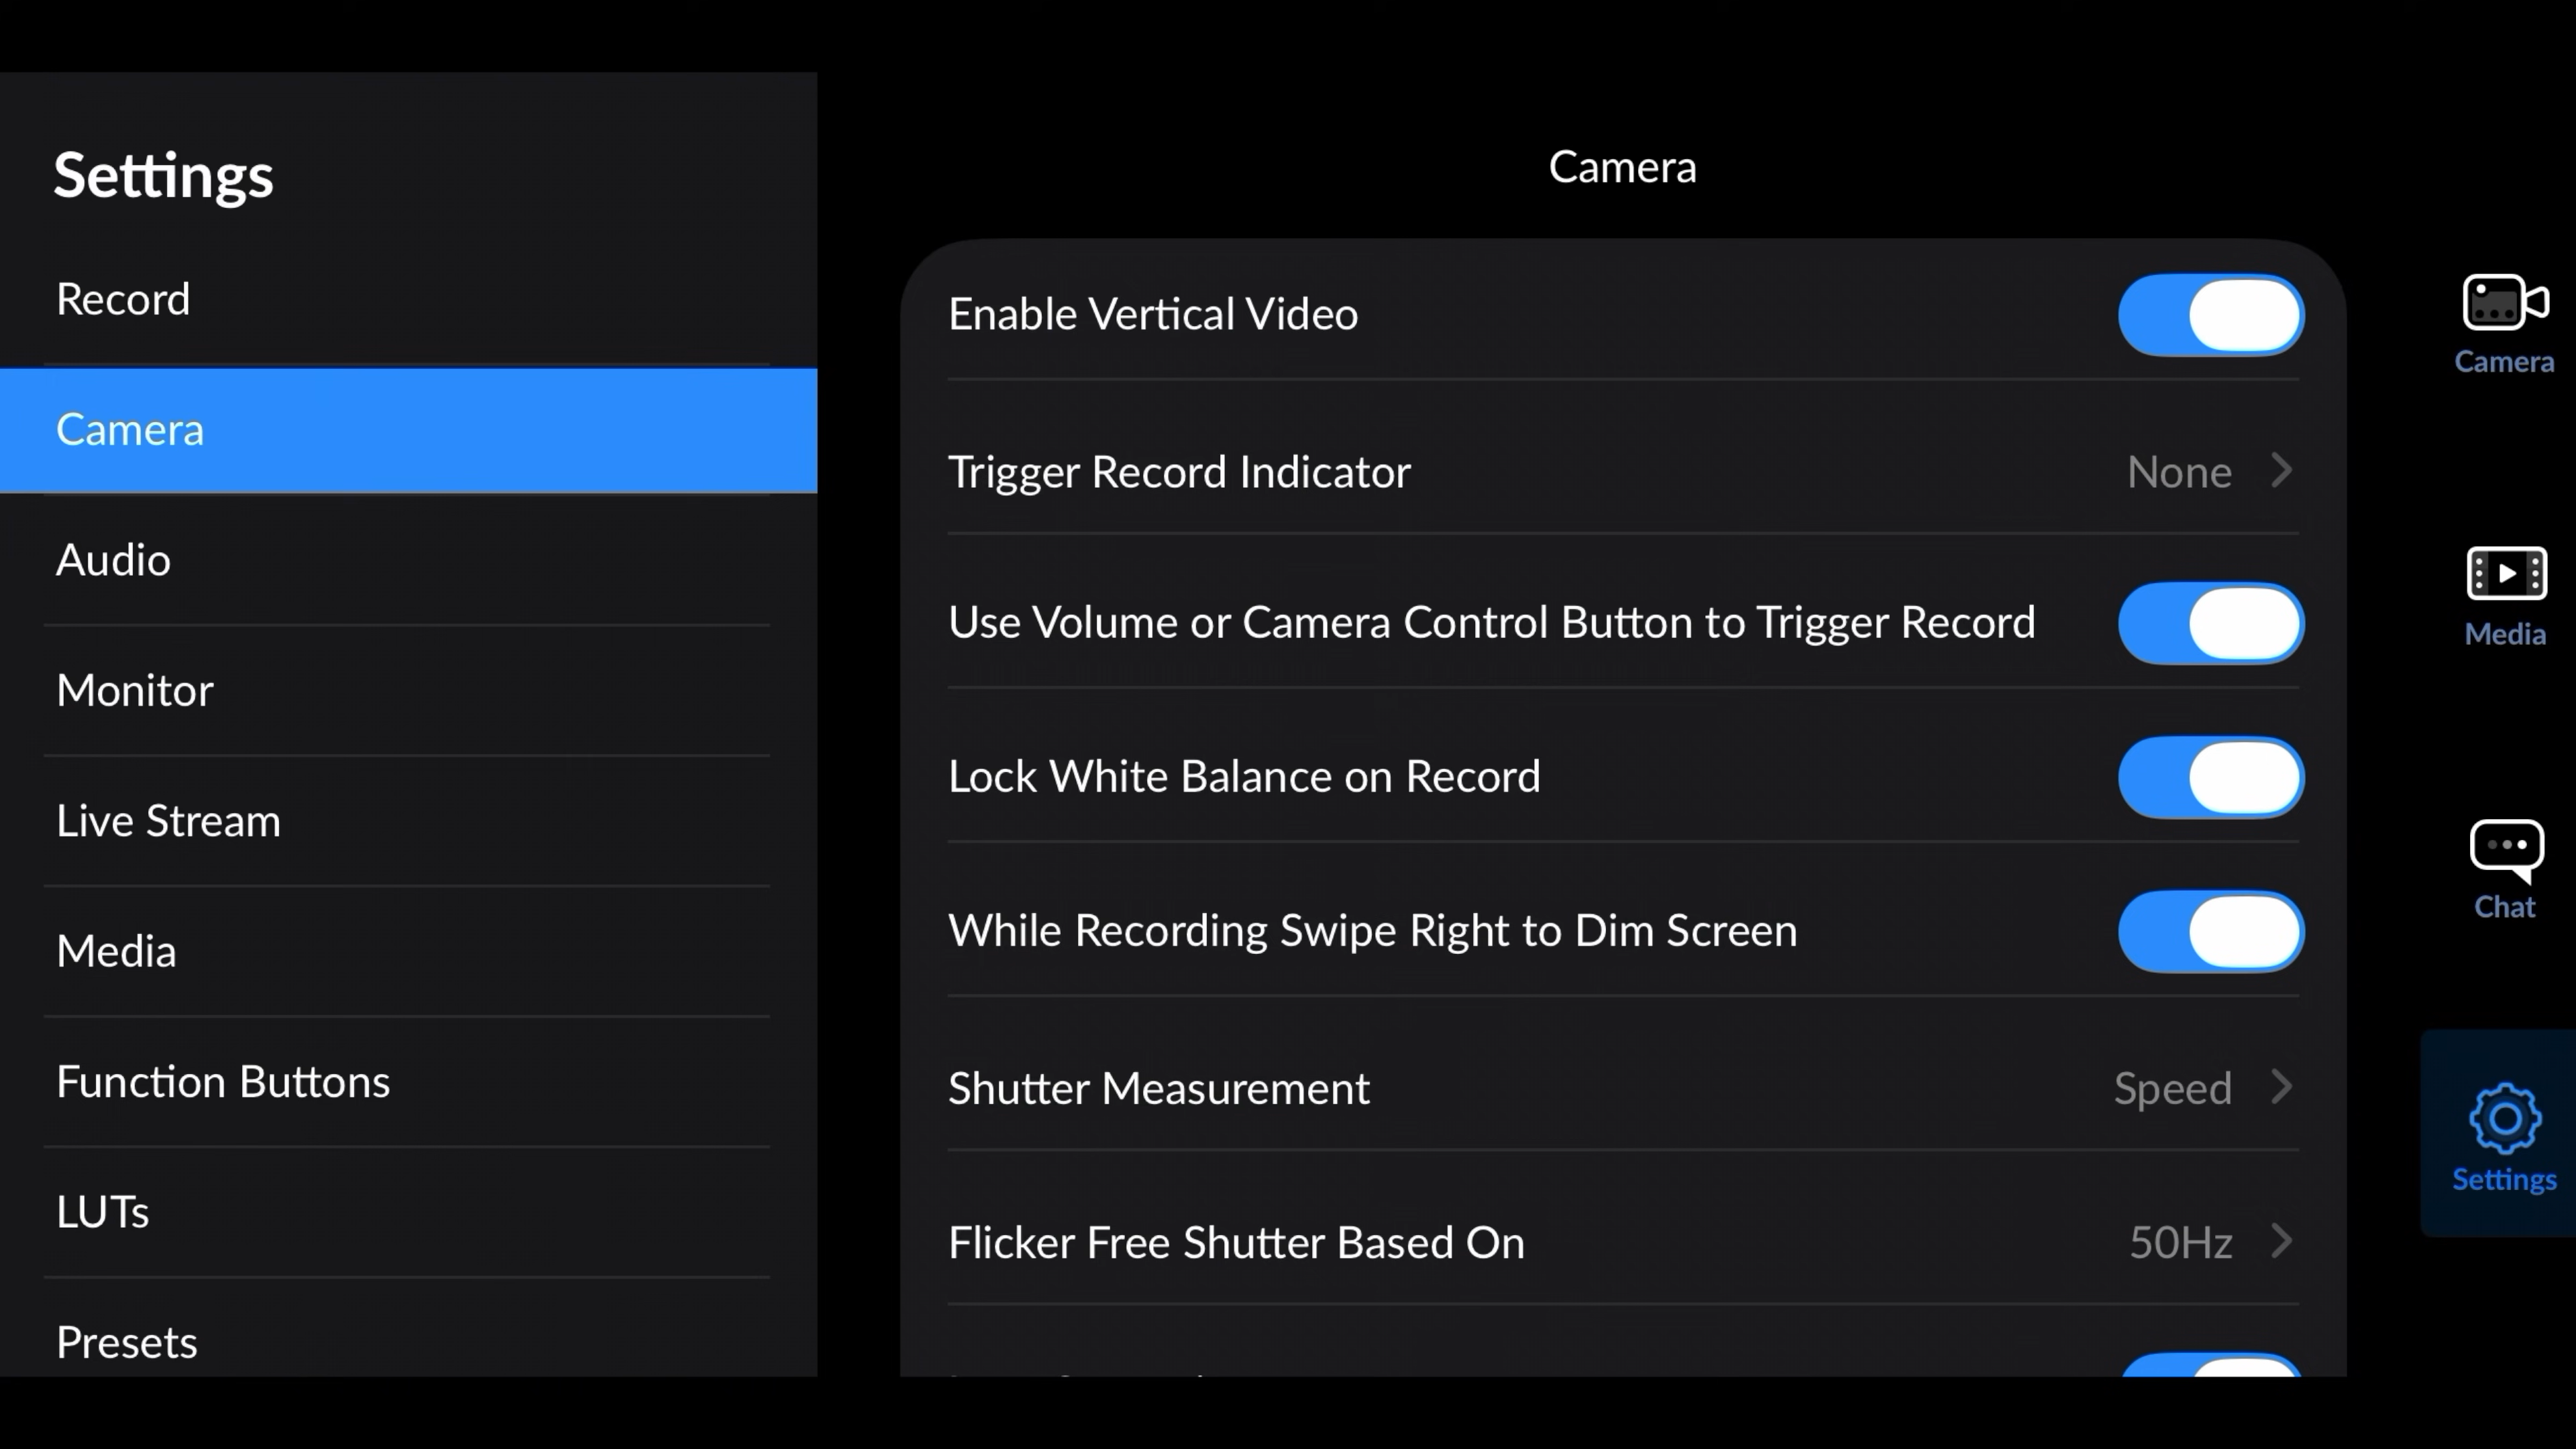 Settings
Record
Camera
Audio
Monitor
Live Stream
Media
Function Buttons
LUTs
Presets
Camera
Enable Vertical Video
Trigger Record Indicator None
Use Volume or Camera Control Button to Trigger Record
Lock White Balance on Record
While Recording Swipe Right to Dim Screen
Shutter Measurement Speed
Flicker Free Shutter Based On 50Hz
Camera
Media
Chat
Settings